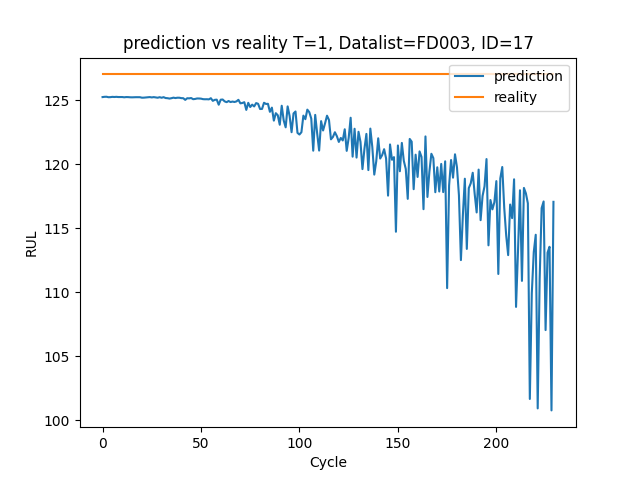 prediction vs reality T=1, Datalist=FD003, ID=17
prediction
reality
RUL
125
120
115
110
105
100
0
50
100
150
200
Cycle